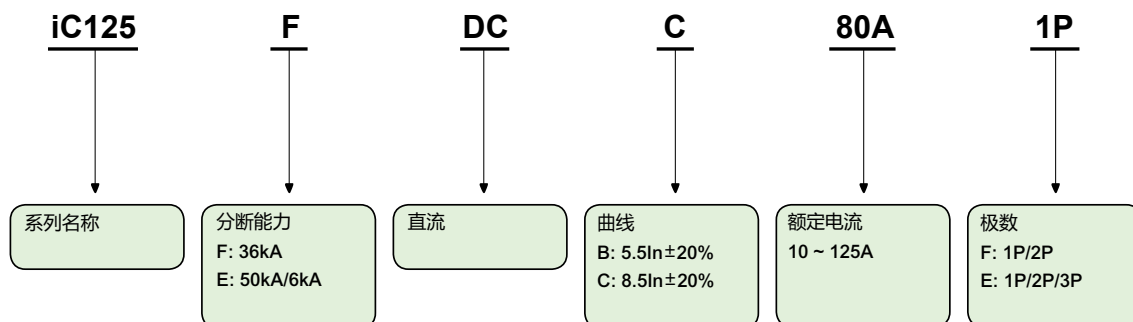 iC125 F DC C 80A 1P
系列名称
分断能力
F: 36kA
E: 50kA/6kA
直流
曲线
B: 5.5In±20%
C: 8.5In±20%
额定电流
10 ~ 125A
极数
F: 1P/2P
E: 1P/2P/3P